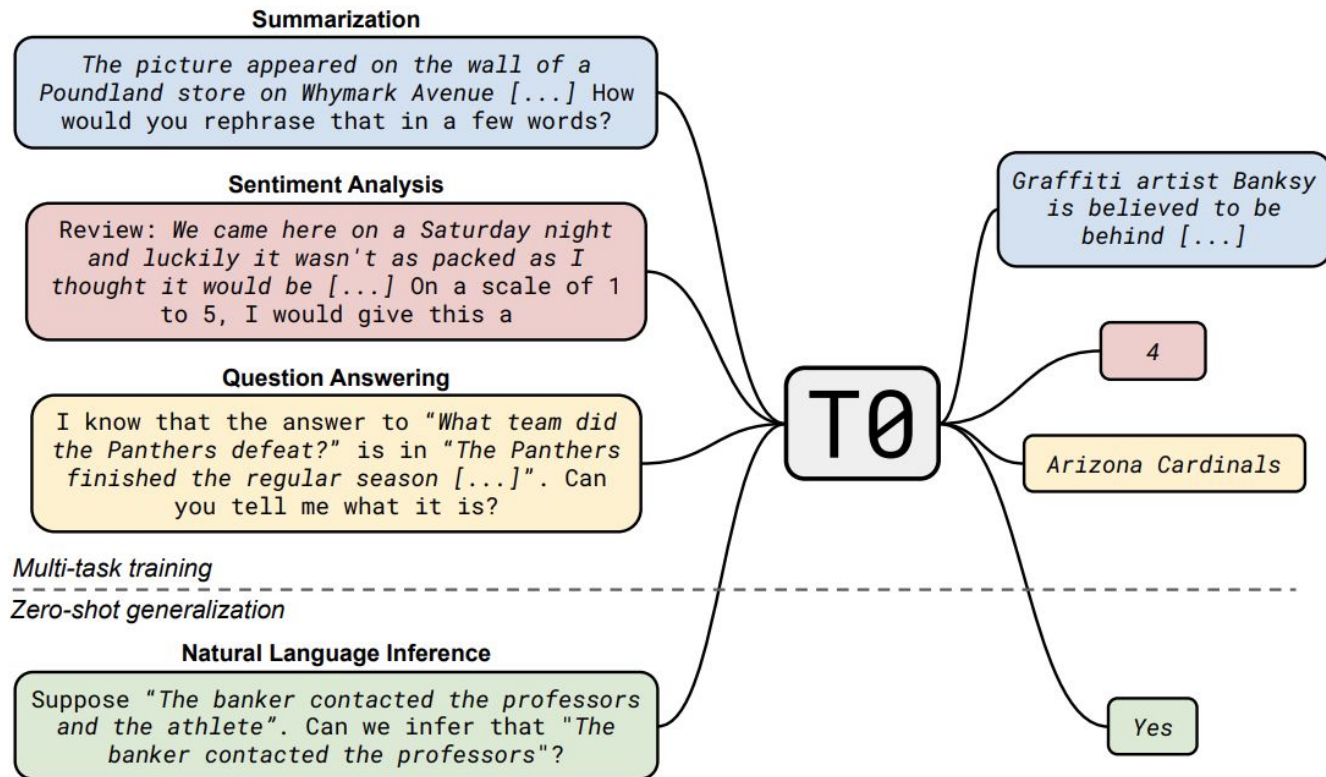 Summarization
The picture appeared on the wall of a
Poundland store on Whymark Avenue [...] How
would you rephrase that in a few words?
Sentiment Analysis
Review: We came here on a Saturday night
and luckily it wasn't as packed as I
thought it would be [...] On a scale of 1
to 5, I would give this a
Question Answering
I know that the answer to “What team did
the Panthers defeat?” is in “The Panthers
finished the regular season [...]”. Can
you tell me what it is?
Multi-task training
Zero-shot generalization
Natural Language Inference
Suppose “The banker contacted the professors
and the athlete”. Can we infer that "The
banker contacted the professors"?
T0
Graffiti artist Banksy
is believed to be
behind [...]
4
Arizona Cardinals
Yes